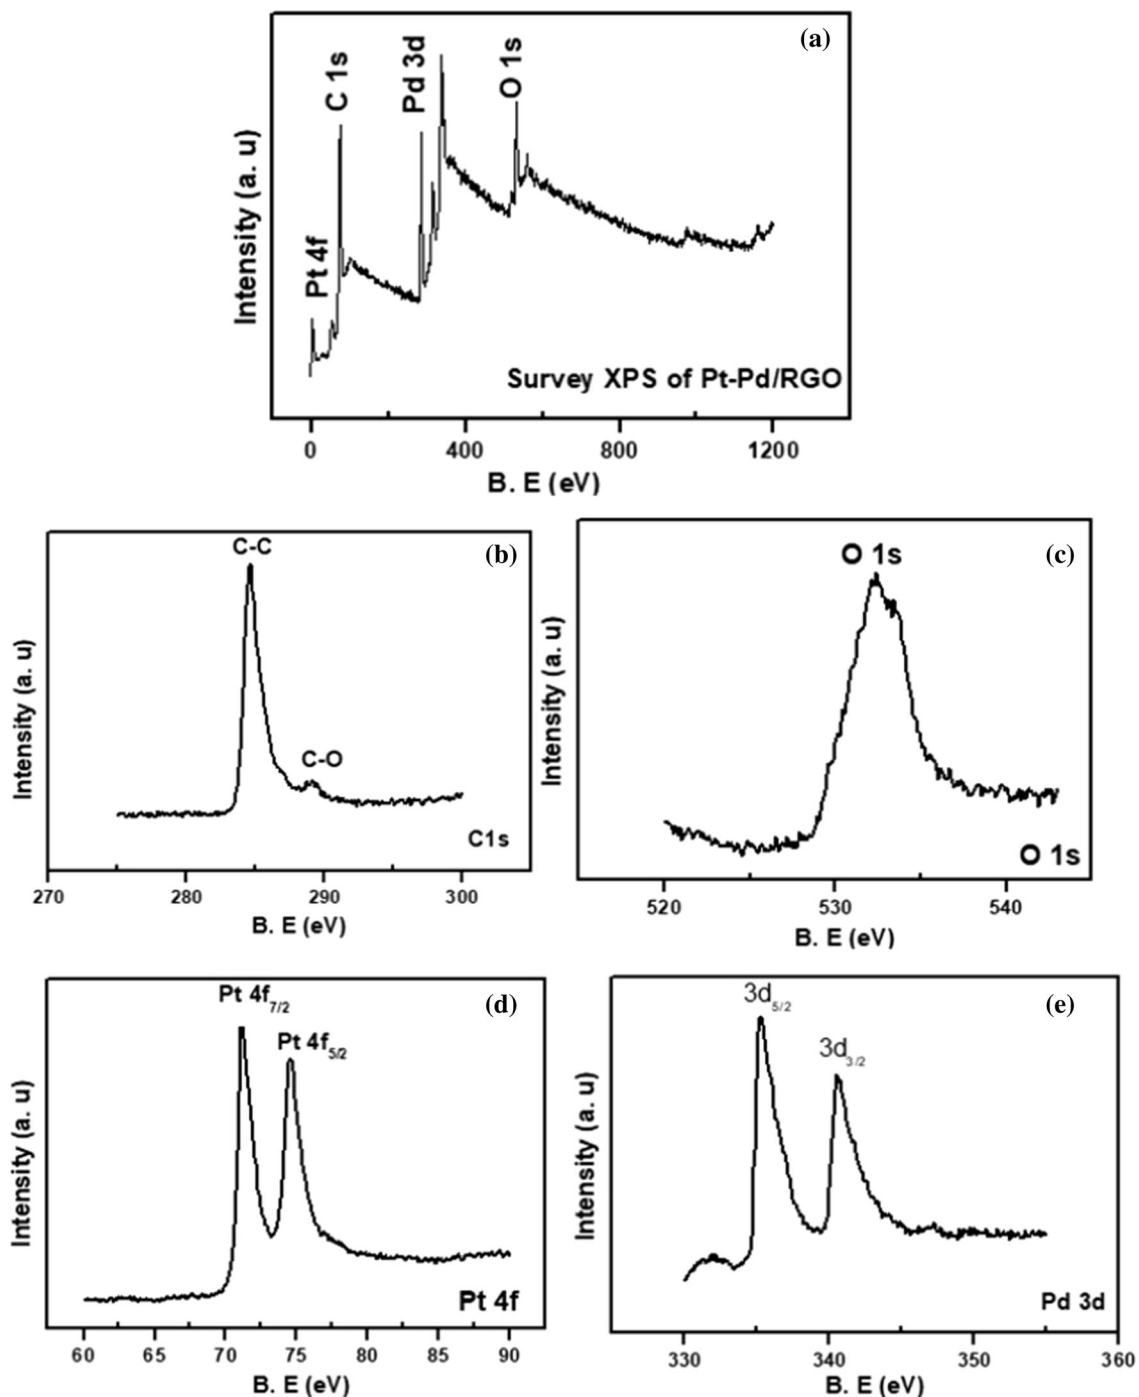 (a)
Pt 4f
C 1s
Pd 3d
O 1s
Intensity (a. u)
Survey XPS of Pt-Pd/RGO
0 400 800 1200
B. E (eV)
(b)
C-C
C-O
Intensity (a. u)
C1s
270 280 290 300
B. E (eV)
(c)
O 1s
Intensity (a. u)
O 1s
520 530 540
B. E (eV)
(d)
Pt 4f7/2
Pt 4f5/2
Intensity (a. u)
Pt 4f
60 65 70 75 80 85 90
B. E (eV)
(e)
3d5/2
3d3/2
Intensity (a. u)
Pd 3d
330 340 350 360
B. E (eV)